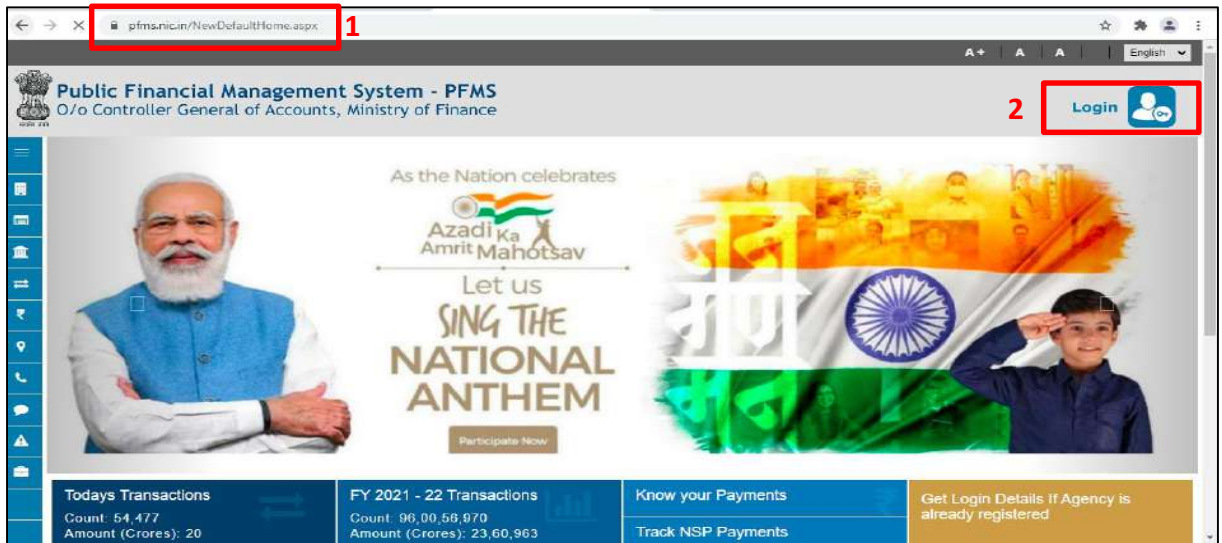 pfms.nic.in/NewDefaultHome.aspx
1
A+ | A | A | | English
Public Financial Management System - PFMS
O/o Controller General of Accounts, Ministry of Finance
2
Login
As the Nation celebrates
Azadi Ka
Amrit Mahotsav
Let us
SING THE
NATIONAL
ANTHEM
Participate Now
जन
गण
मन
Todays Transactions
Count: 54,477
Amount (Crores): 20
FY 2021 - 22 Transactions
Count: 96,00,56,970
Amount (Crores): 23,60,963
Know your Payments
Track NSP Payments
Get Login Details If Agency is
already registered